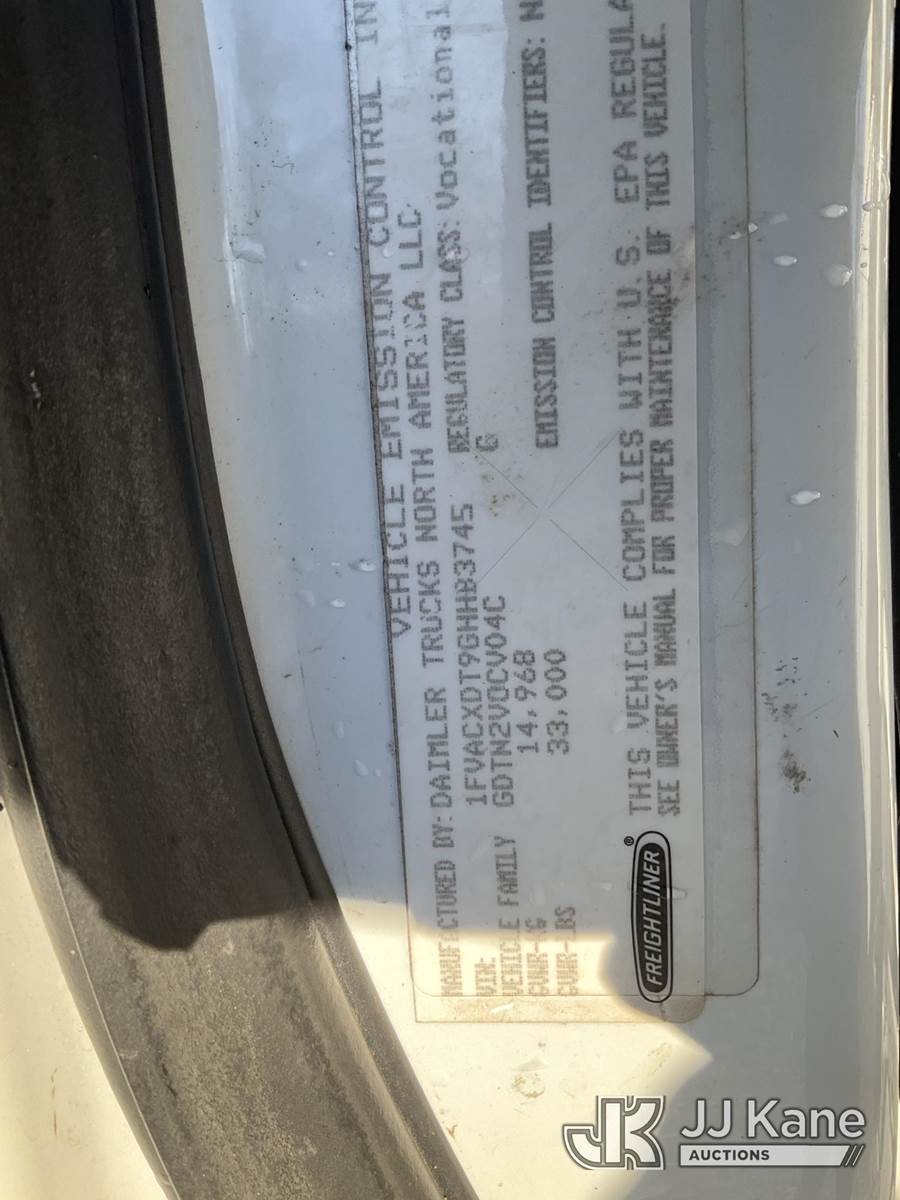 VEHICLE EMISSION CONTROL IN
MANUFACTURED BY: DAIMLER TRUCKS NORTH AMERICA LLC
VIN: 1FVACXDT9GHHB3745 REGULATORY CLASS: Vocational
VEHICLE FAMILY GDTN2VOCV04C G
GVWR-KG 14,968
GVWR-LBS 33,000 EMISSION CONTROL IDENTIFIERS: N
THIS VEHICLE COMPLIES WITH U.S. EPA REGULA
SEE OWNER'S MANUAL FOR PROPER MAINTENANCE OF THIS VEHICLE.
FREIGHTLINER®
JK JJ Kane
AUCTIONS